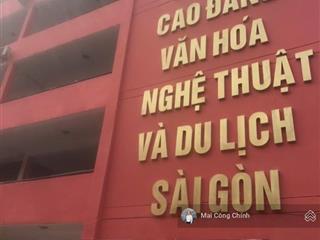 CAO ĐẲNG
VĂN HÓA
NGHỆ THUẬT
VÀ DU LỊCH
SÀI GÒN
Mai Công Chính